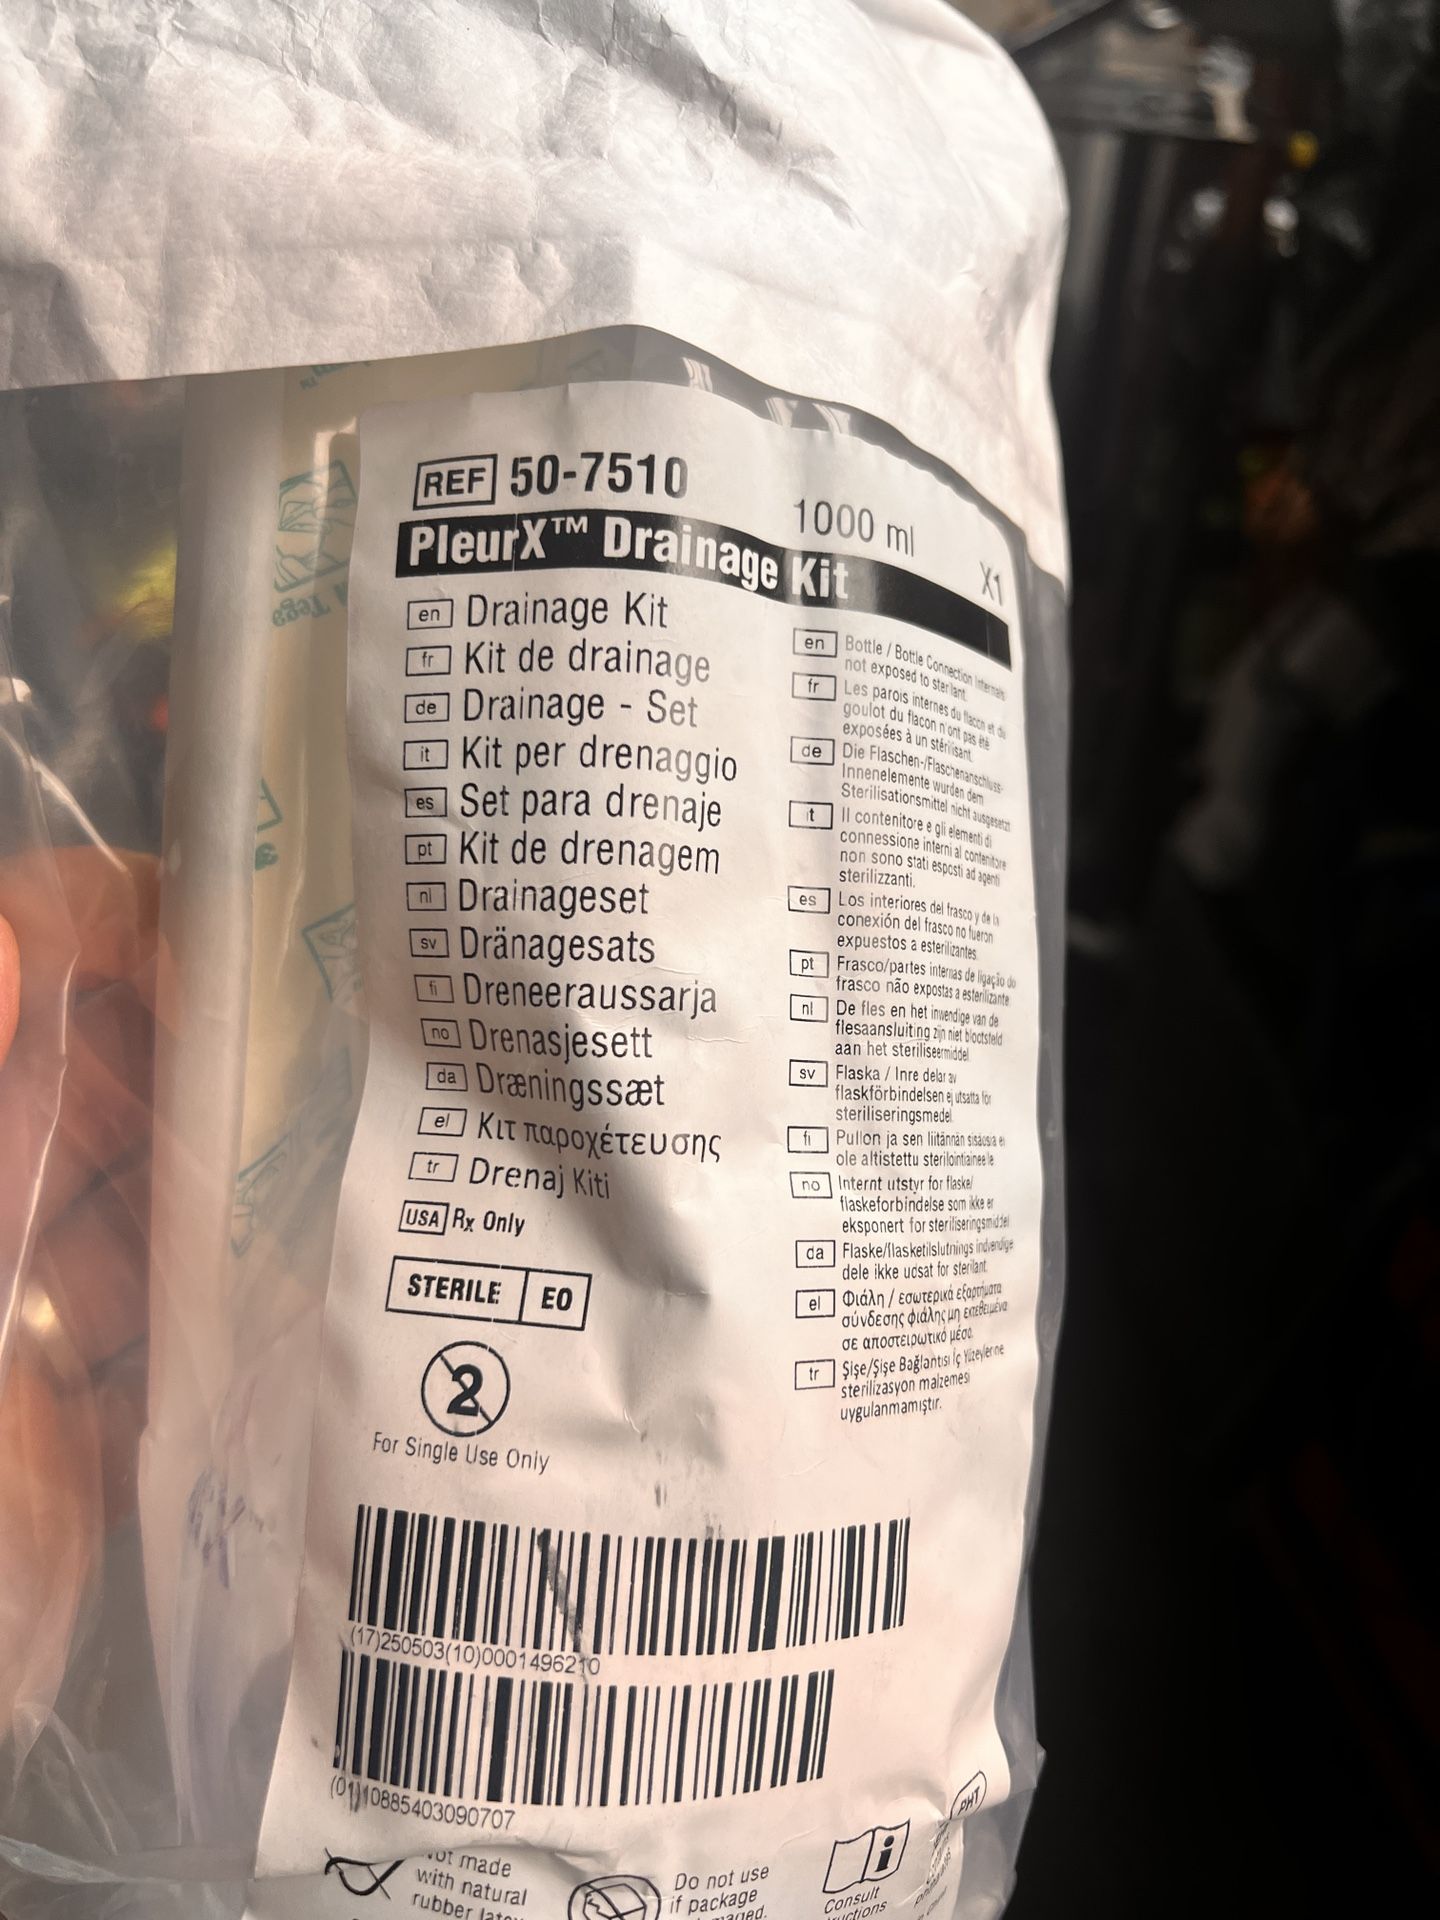 REF 50-7510
1000 ml
X1
PleurX™ Drainage Kit
en Drainage Kit
fr Kit de drainage
de Drainage - Set
it Kit per drenaggio
es Set para drenaje
pt Kit de drenagem
nl Drainageset
sv Dränagesats
fi Dreneeraussarja
no Drenasjesett
da Dræningssæt
el Κιτ παροχέτευσης
tr Drenaj Kiti
USA Rx Only
STERILE EO
2
For Single Use Only
en Bottle / Bottle Connection Internals
not exposed to sterilant.
fr Les parois internes du flacon et du
goulot du flacon n'ont pas été
exposées à un stérilisant.
de Die Flaschen-/Flaschenanschluss-
Innenelemente wurden dem
Sterilisationsmittel nicht ausgesetzt
it Il contenitore e gli elementi di
connessione interni al contenitore
non sono stati esposti ad agenti
sterilizzanti.
es Los interiores del frasco y de la
conexión del frasco no fueron
expuestos a esterilizantes.
pt Frasco/partes internas de ligação do
frasco não expostas a esterilizante
nl De fles en het inwendige van de
flesaansluiting zijn niet
aan het steriliseermiddel
sv Flaska / Inre delar av
flaskförbindelsen ej utsatta för
steriliseringsmedel.
fi Pullon ja sen liitännän sisäosia ei
ole altistettu
no Internt utstyr for flaske/
flaskeforbindelse som ikke er
eksponert for steriliseringsmiddel
da Flaske/flasketilslutnings indvendige
dele ikke udsat for sterilant.
el Φιάλη / εσωτερικά εξαρτήματα
σύνδεσης φιάλης μη εκτεθειμένα
σε αποστειρωτικό μέσο.
tr Şişe/Şişe Bağlantısı İç Yüzeylerine
sterilizasyon malzemesi
uygulanmamıştır.
(17)250503(10)0001496210
(01)10885403090707
Not made
with natural
rubber
Do not use
if package
Consult
PHT